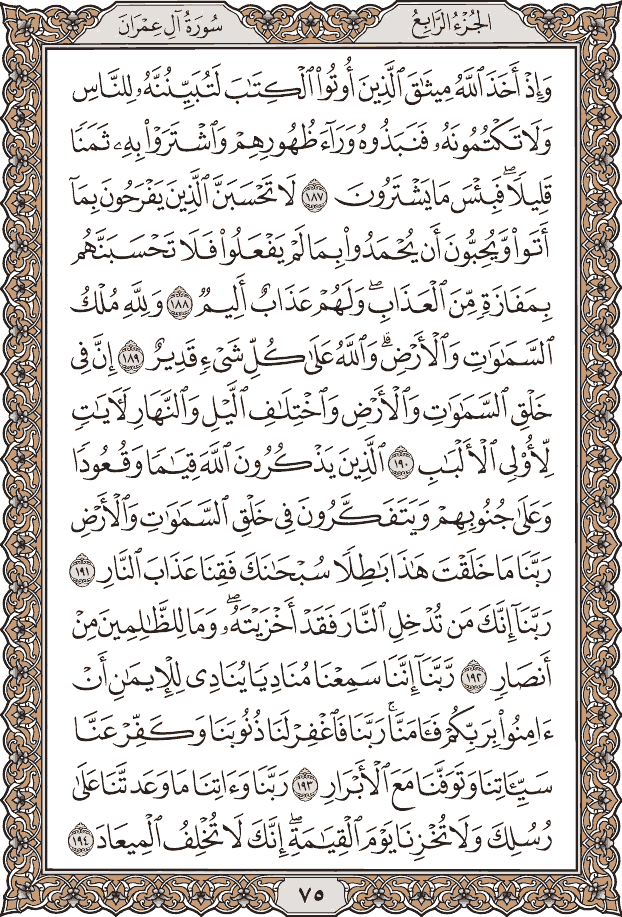 الجزء الرابع
سورة آل عمران
وَإِذْ أَخَذَ ٱللَّهُ مِيثَٰقَ ٱلَّذِينَ أُوتُوا۟ ٱلْكِتَٰبَ لَتُبَيِّنُنَّهُۥ لِلنَّاسِ
وَلَا تَكْتُمُونَهُۥ فَنَبَذُوهُ وَرَآءَ ظُهُورِهِمْ وَٱشْتَرَوْا۟ بِهِۦ ثَمَنًا
قَلِيلًا ۖ فَبِئْسَ مَا يَشْتَرُونَ ١٨٧ لَا تَحْسَبَنَّ ٱلَّذِينَ يَفْرَحُونَ بِمَآ
أَتَوا۟ وَّيُحِبُّونَ أَن يُحْمَدُوا۟ بِمَا لَمْ يَفْعَلُوا۟ فَلَا تَحْسَبَنَّهُم
بِمَفَازَةٍ مِّنَ ٱلْعَذَابِ ۖ وَلَهُمْ عَذَابٌ أَلِيمٌ ١٨٨ وَلِلَّهِ مُلْكُ
ٱلسَّمَٰوَٰتِ وَٱلْأَرْضِ ۗ وَٱللَّهُ عَلَىٰ كُلِّ شَىْءٍ قَدِيرٌ ١٨٩ إِنَّ فِى
خَلْقِ ٱلسَّمَٰوَٰتِ وَٱلْأَرْضِ وَٱخْتِلَٰفِ ٱلَّيْلِ وَٱلنَّهَارِ لَءَايَٰتٍ
لِّأُو۟لِى ٱلْأَلْبَٰبِ ١٩٠ ٱلَّذِينَ يَذْكُرُونَ ٱللَّهَ قِيَٰمًا وَقُعُودًا
وَعَلَىٰ جُنُوبِهِمْ وَيَتَفَكَّرُونَ فِى خَلْقِ ٱلسَّمَٰوَٰتِ وَٱلْأَرْضِ
رَبَّنَا مَا خَلَقْتَ هَٰذَا بَٰطِلًا سُبْحَٰنَكَ فَقِنَا عَذَابَ ٱلنَّارِ ١٩١
رَبَّنَآ إِنَّكَ مَن تُدْخِلِ ٱلنَّارَ فَقَدْ أَخْزَيْتَهُۥ ۖ وَمَا لِلظَّٰلِمِينَ مِنْ
أَنصَارٍ ١٩٢ رَّبَّنَآ إِنَّنَا سَمِعْنَا مُنَادِيًا يُنَادِى لِلْإِيمَٰنِ أَنْ
ءَامِنُوا۟ بِرَبِّكُمْ فَـَٔامَنَّا ۚ رَبَّنَا فَٱغْفِرْ لَنَا ذُنُوبَنَا وَكَفِّرْ عَنَّا
سَيِّـَٔاتِنَا وَتَوَفَّنَا مَعَ ٱلْأَبْرَارِ ١٩٣ رَبَّنَا وَءَاتِنَا مَا وَعَدتَّنَا عَلَىٰ
رُسُلِكَ وَلَا تُخْزِنَا يَوْمَ ٱلْقِيَٰمَةِ ۗ إِنَّكَ لَا تُخْلِفُ ٱلْمِيعَادَ ١٩٤
٧٥